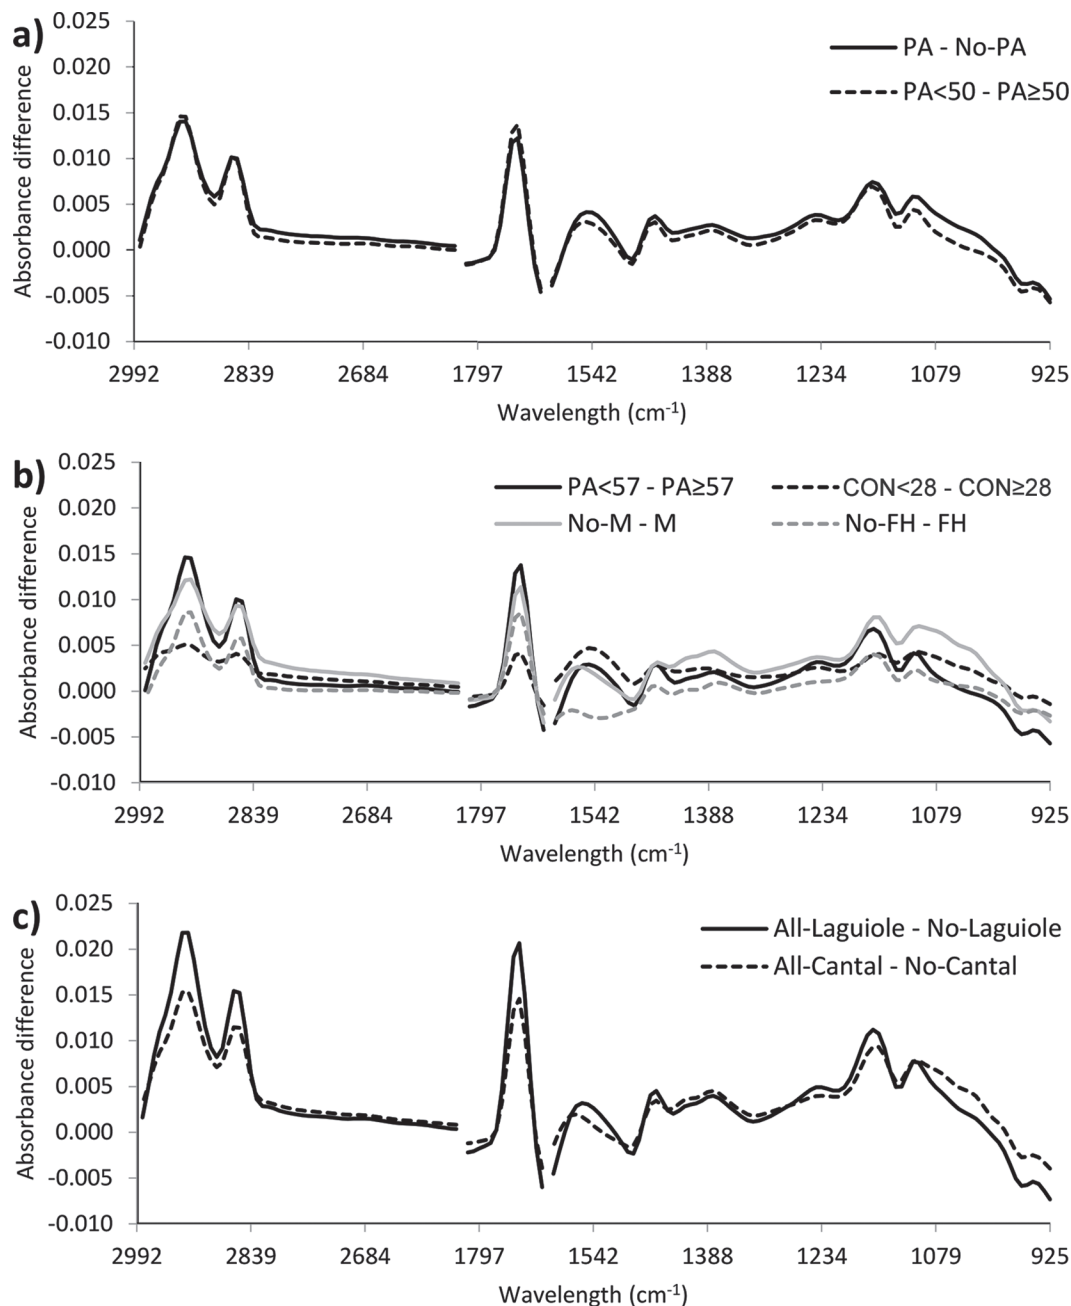 a)
0.025
0.020
0.015
0.010
0.005
0.000
-0.005
-0.010
Absorbance difference
PA - No-PA
PA<50 - PA≥50
2992 2839 2684 1797 1542 1388 1234 1079 925
Wavelength (cm-1)
b)
0.025
0.020
0.015
0.010
0.005
0.000
-0.005
-0.010
Absorbance difference
PA<57 - PA≥57 CON<28 - CON≥28
No-M - M No-FH - FH
2992 2839 2684 1797 1542 1388 1234 1079 925
Wavelength (cm-1)
c)
0.025
0.020
0.015
0.010
0.005
0.000
-0.005
-0.010
Absorbance difference
All-Laguiole - No-Laguiole
All-Cantal - No-Cantal
2992 2839 2684 1797 1542 1388 1234 1079 925
Wavelength (cm-1)